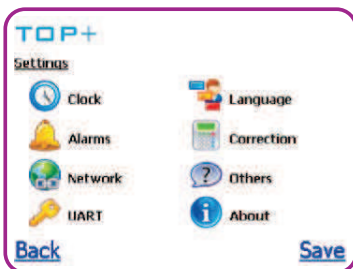 TOP+
Settings
Clock Language
Alarms Correction
Network Others
UART About
Back Save